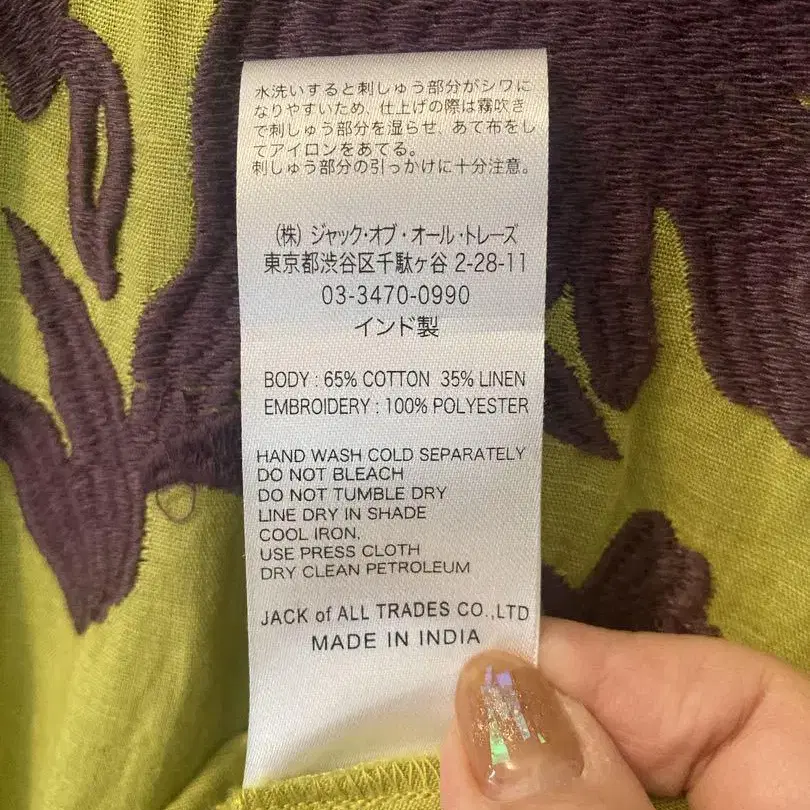 水洗いすると刺しゅう部分がシワに
なりやすいため、仕上げの際は霧吹き
で刺しゅう部分を湿らせ、あて布をし
てアイロンをあてる。
刺しゅう部分の引っかけに十分注意。
（株）ジャック・オブ・オール・トレーズ
東京都渋谷区千駄ヶ谷 2-28-11
03-3470-0990
インド製
BODY : 65% COTTON 35% LINEN
EMBROIDERY : 100% POLYESTER
HAND WASH COLD SEPARATELY
DO NOT BLEACH
DO NOT TUMBLE DRY
LINE DRY IN SHADE
COOL IRON.
USE PRESS CLOTH
DRY CLEAN PETROLEUM
JACK of ALL TRADES CO.,LTD
MADE IN INDIA